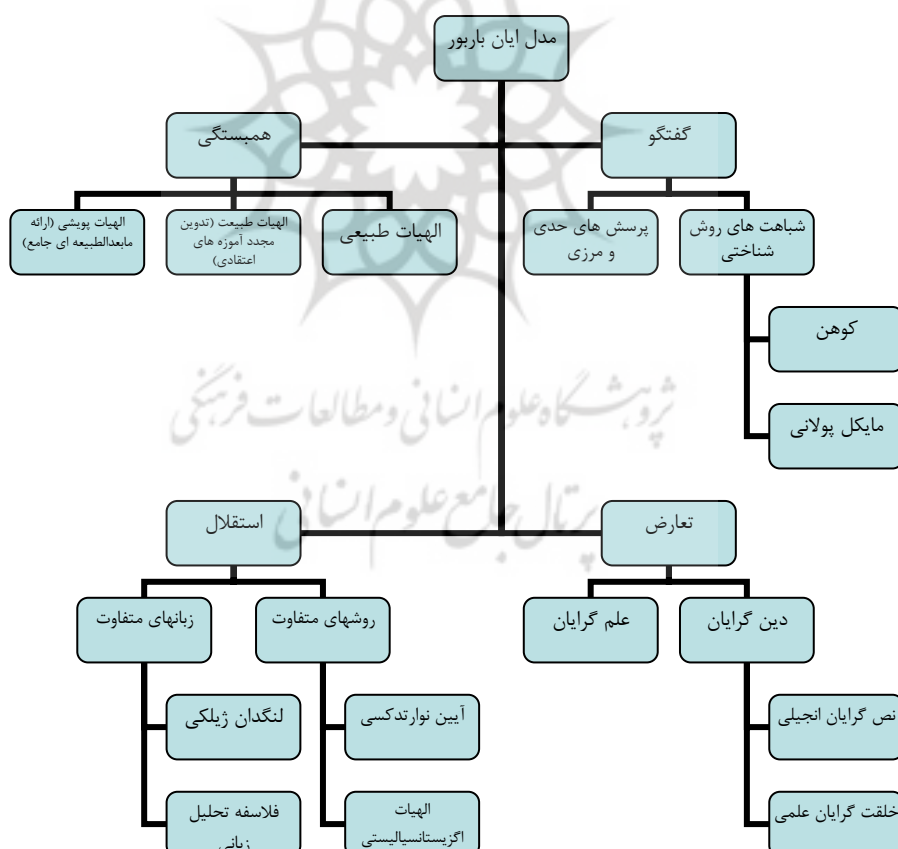 مدل ایان باربور
گفتگو
همبستگی
شباهت های روش
شناختی
پرسش های حدی
و مرزی
الهیات طبیعی
الهیات طبیعت (تدوین
مجدد آموزه های
اعتقادی)
الهیات پویشی (ارائه
مابعدالطبیعه ای جامع)
کوهن
مایکل پولانی
پژوهشگاه علوم انسانی و مطالعات فرهنگی
پرتال جامع علوم انسانی
تعارض
استقلال
دین گرایان
علم گرایان
روشهای متفاوت
زبانهای متفاوت
نص گرایان انجیلی
آیین نوارتدکسی
لنگدان ژیلکی
خلقت گرایان علمی
الهیات
اگزیستانسیالیستی
فلاسفه تحلیل
زبانی